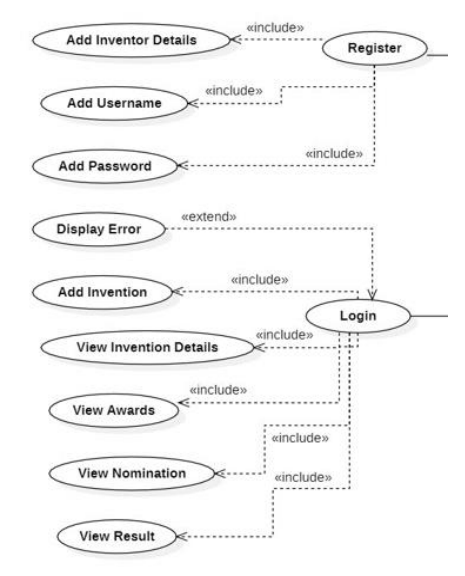 Add Inventor Details
«include»
Register
Add Username
«include»
Add Password
«include»
Display Error
«extend»
Add Invention
«include»
Login
View Invention Details
«include»
View Awards
«include»
View Nomination
«include»
View Result
«include»